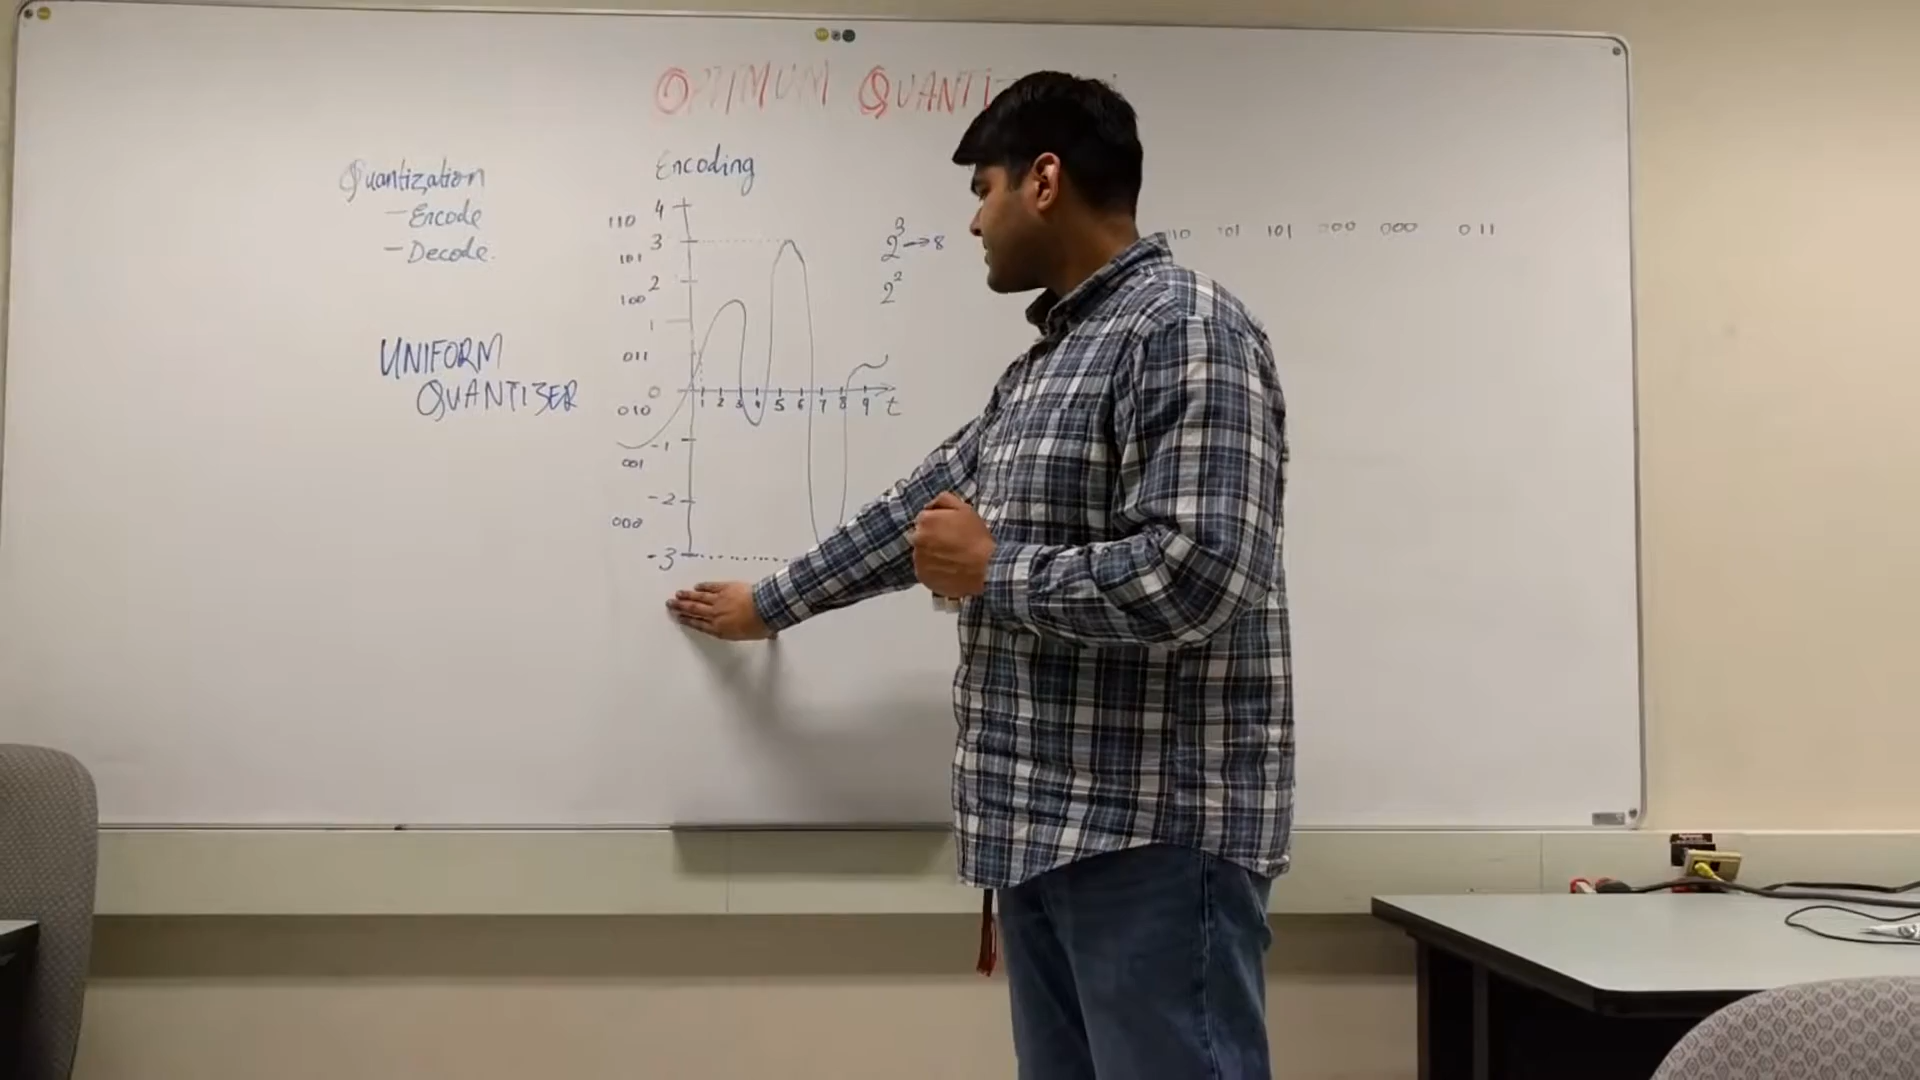 OPTIMUM QUANTI
Quantization
- Encode
- Decode.
UNIFORM
QUANTIZER
Encoding
4
110
3
101
2
100
1
011
0
010
-1
001
-2
000
-3
1 2 3 4 5 6 7 8 9 t
2³ → 8
2²
101 101 000 000 011